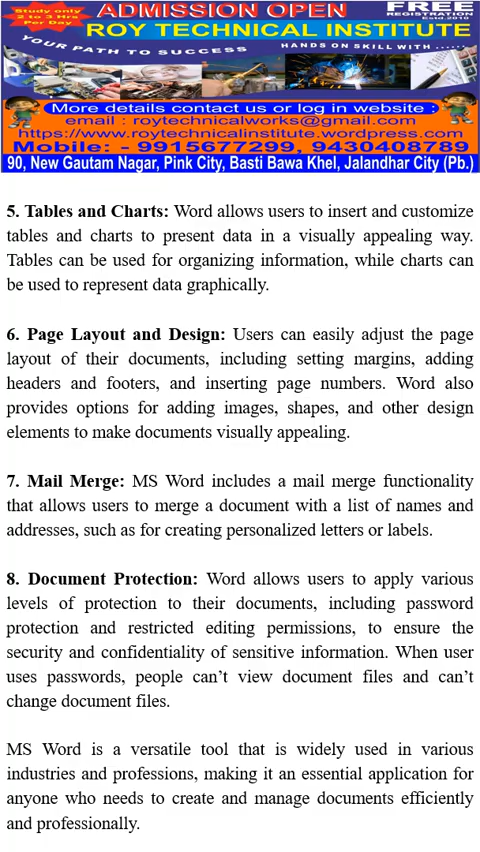 Study only
2 to 3 Hrs
Per Day
ADMISSION OPEN
FREE
REGISTRATION
Estd.2010
ROY TECHNICAL INSTITUTE
YOUR PATH TO SUCCESS
HANDS ON SKILL WITH ......
More details contact us or log in website :
email : roytechnicalworks@gmail.com
https://www.roytechnicalinstitute.wordpress.com
Mobile: - 9915677299, 9430408789
90, New Gautam Nagar, Pink City, Basti Bawa Khel, Jalandhar City (Pb.)
5. Tables and Charts: Word allows users to insert and customize
tables and charts to present data in a visually appealing way.
Tables can be used for organizing information, while charts can
be used to represent data graphically.
6. Page Layout and Design: Users can easily adjust the page
layout of their documents, including setting margins, adding
headers and footers, and inserting page numbers. Word also
provides options for adding images, shapes, and other design
elements to make documents visually appealing.
7. Mail Merge: MS Word includes a mail merge functionality
that allows users to merge a document with a list of names and
addresses, such as for creating personalized letters or labels.
8. Document Protection: Word allows users to apply various
levels of protection to their documents, including password
protection and restricted editing permissions, to ensure the
security and confidentiality of sensitive information. When user
uses passwords, people can’t view document files and can’t
change document files.
MS Word is a versatile tool that is widely used in various
industries and professions, making it an essential application for
anyone who needs to create and manage documents efficiently
and professionally.